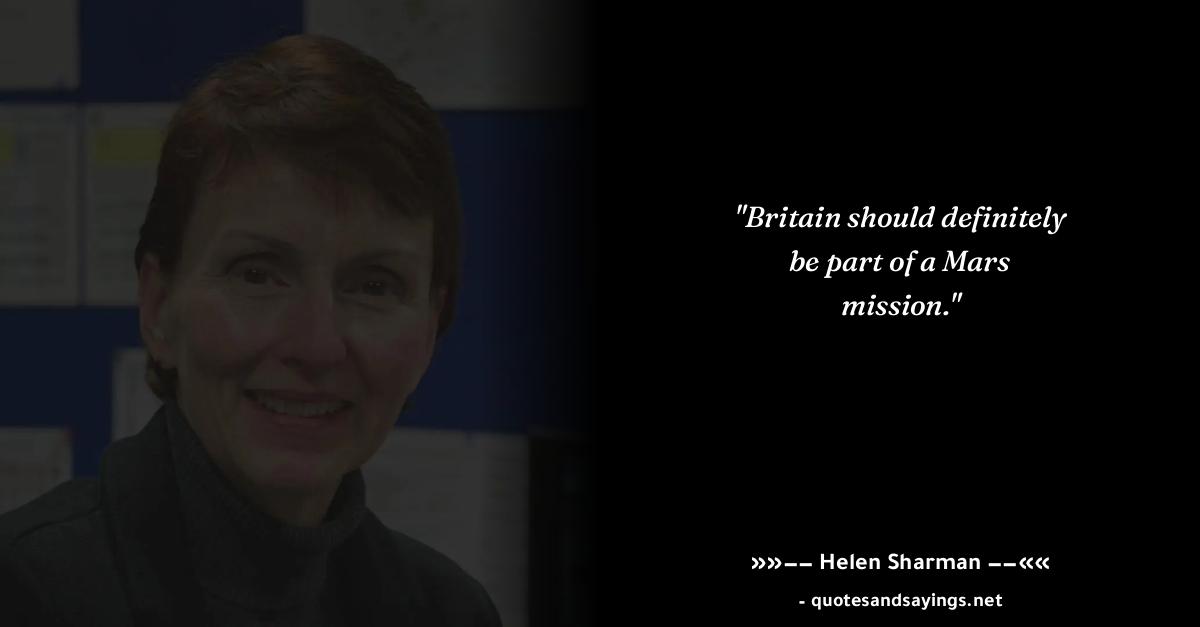 "Britain should definitely
be part of a Mars
mission."
»»−− Helen Sharman −−««
- quotesandsayings.net